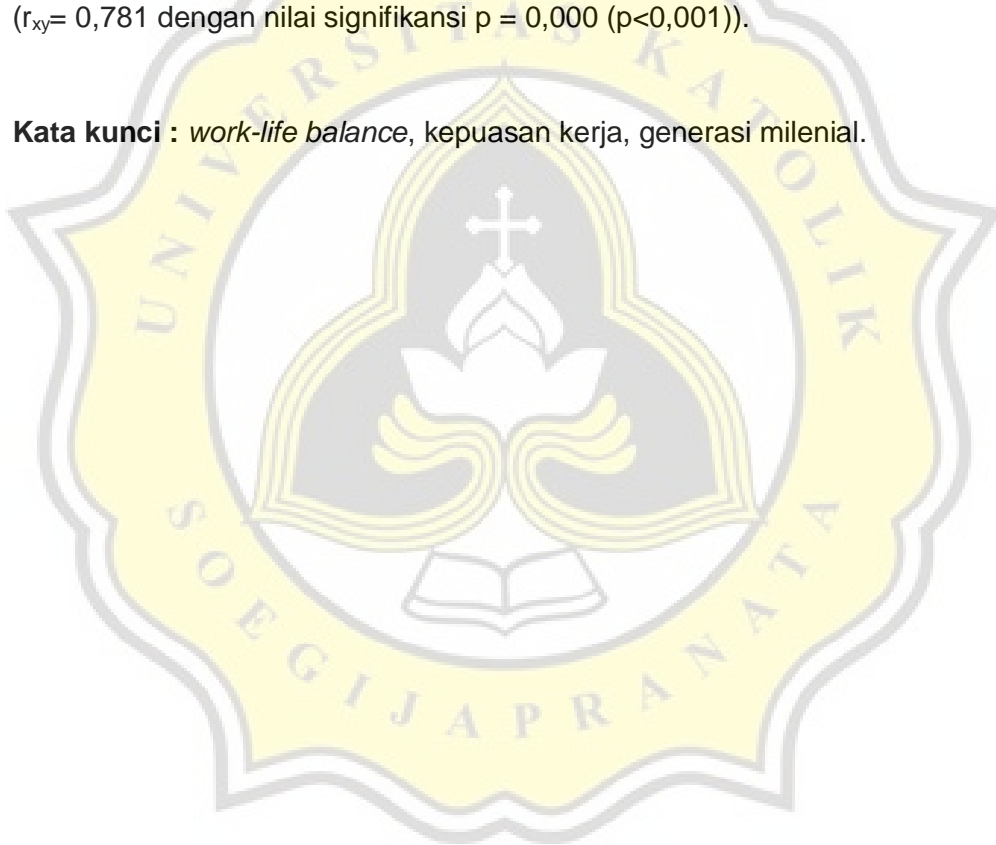 (rxy= 0,781 dengan nilai signifikansi p = 0,000 (p<0,001)).
Kata kunci : work-life balance, kepuasan kerja, generasi milenial.
UNIVERSITAS KATOLIK
SOEGIJAPRANATA